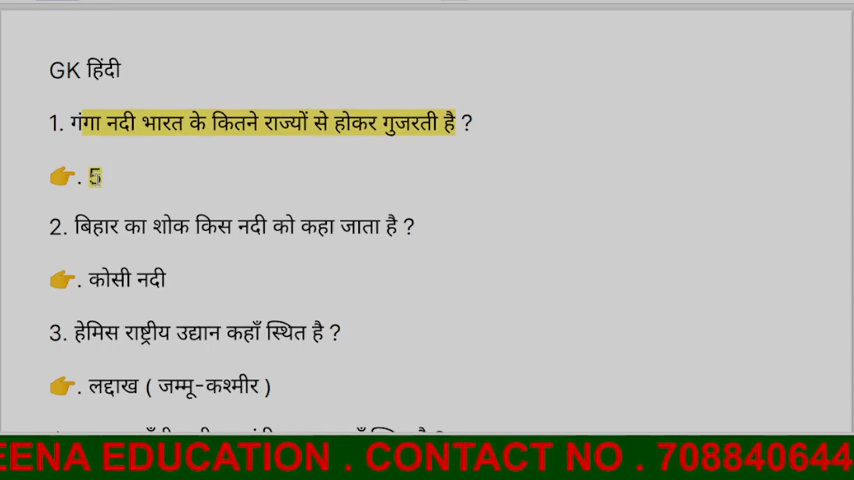 GK हिंदी
1. गंगा नदी भारत के कितने राज्यों से होकर गुजरती है ?
👉. 5
2. बिहार का शोक किस नदी को कहा जाता है ?
👉. कोसी नदी
3. हेमिस राष्ट्रीय उद्यान कहाँ स्थित है ?
👉. लद्दाख ( जम्मू-कश्मीर )
EENA EDUCATION . CONTACT NO . 708840644